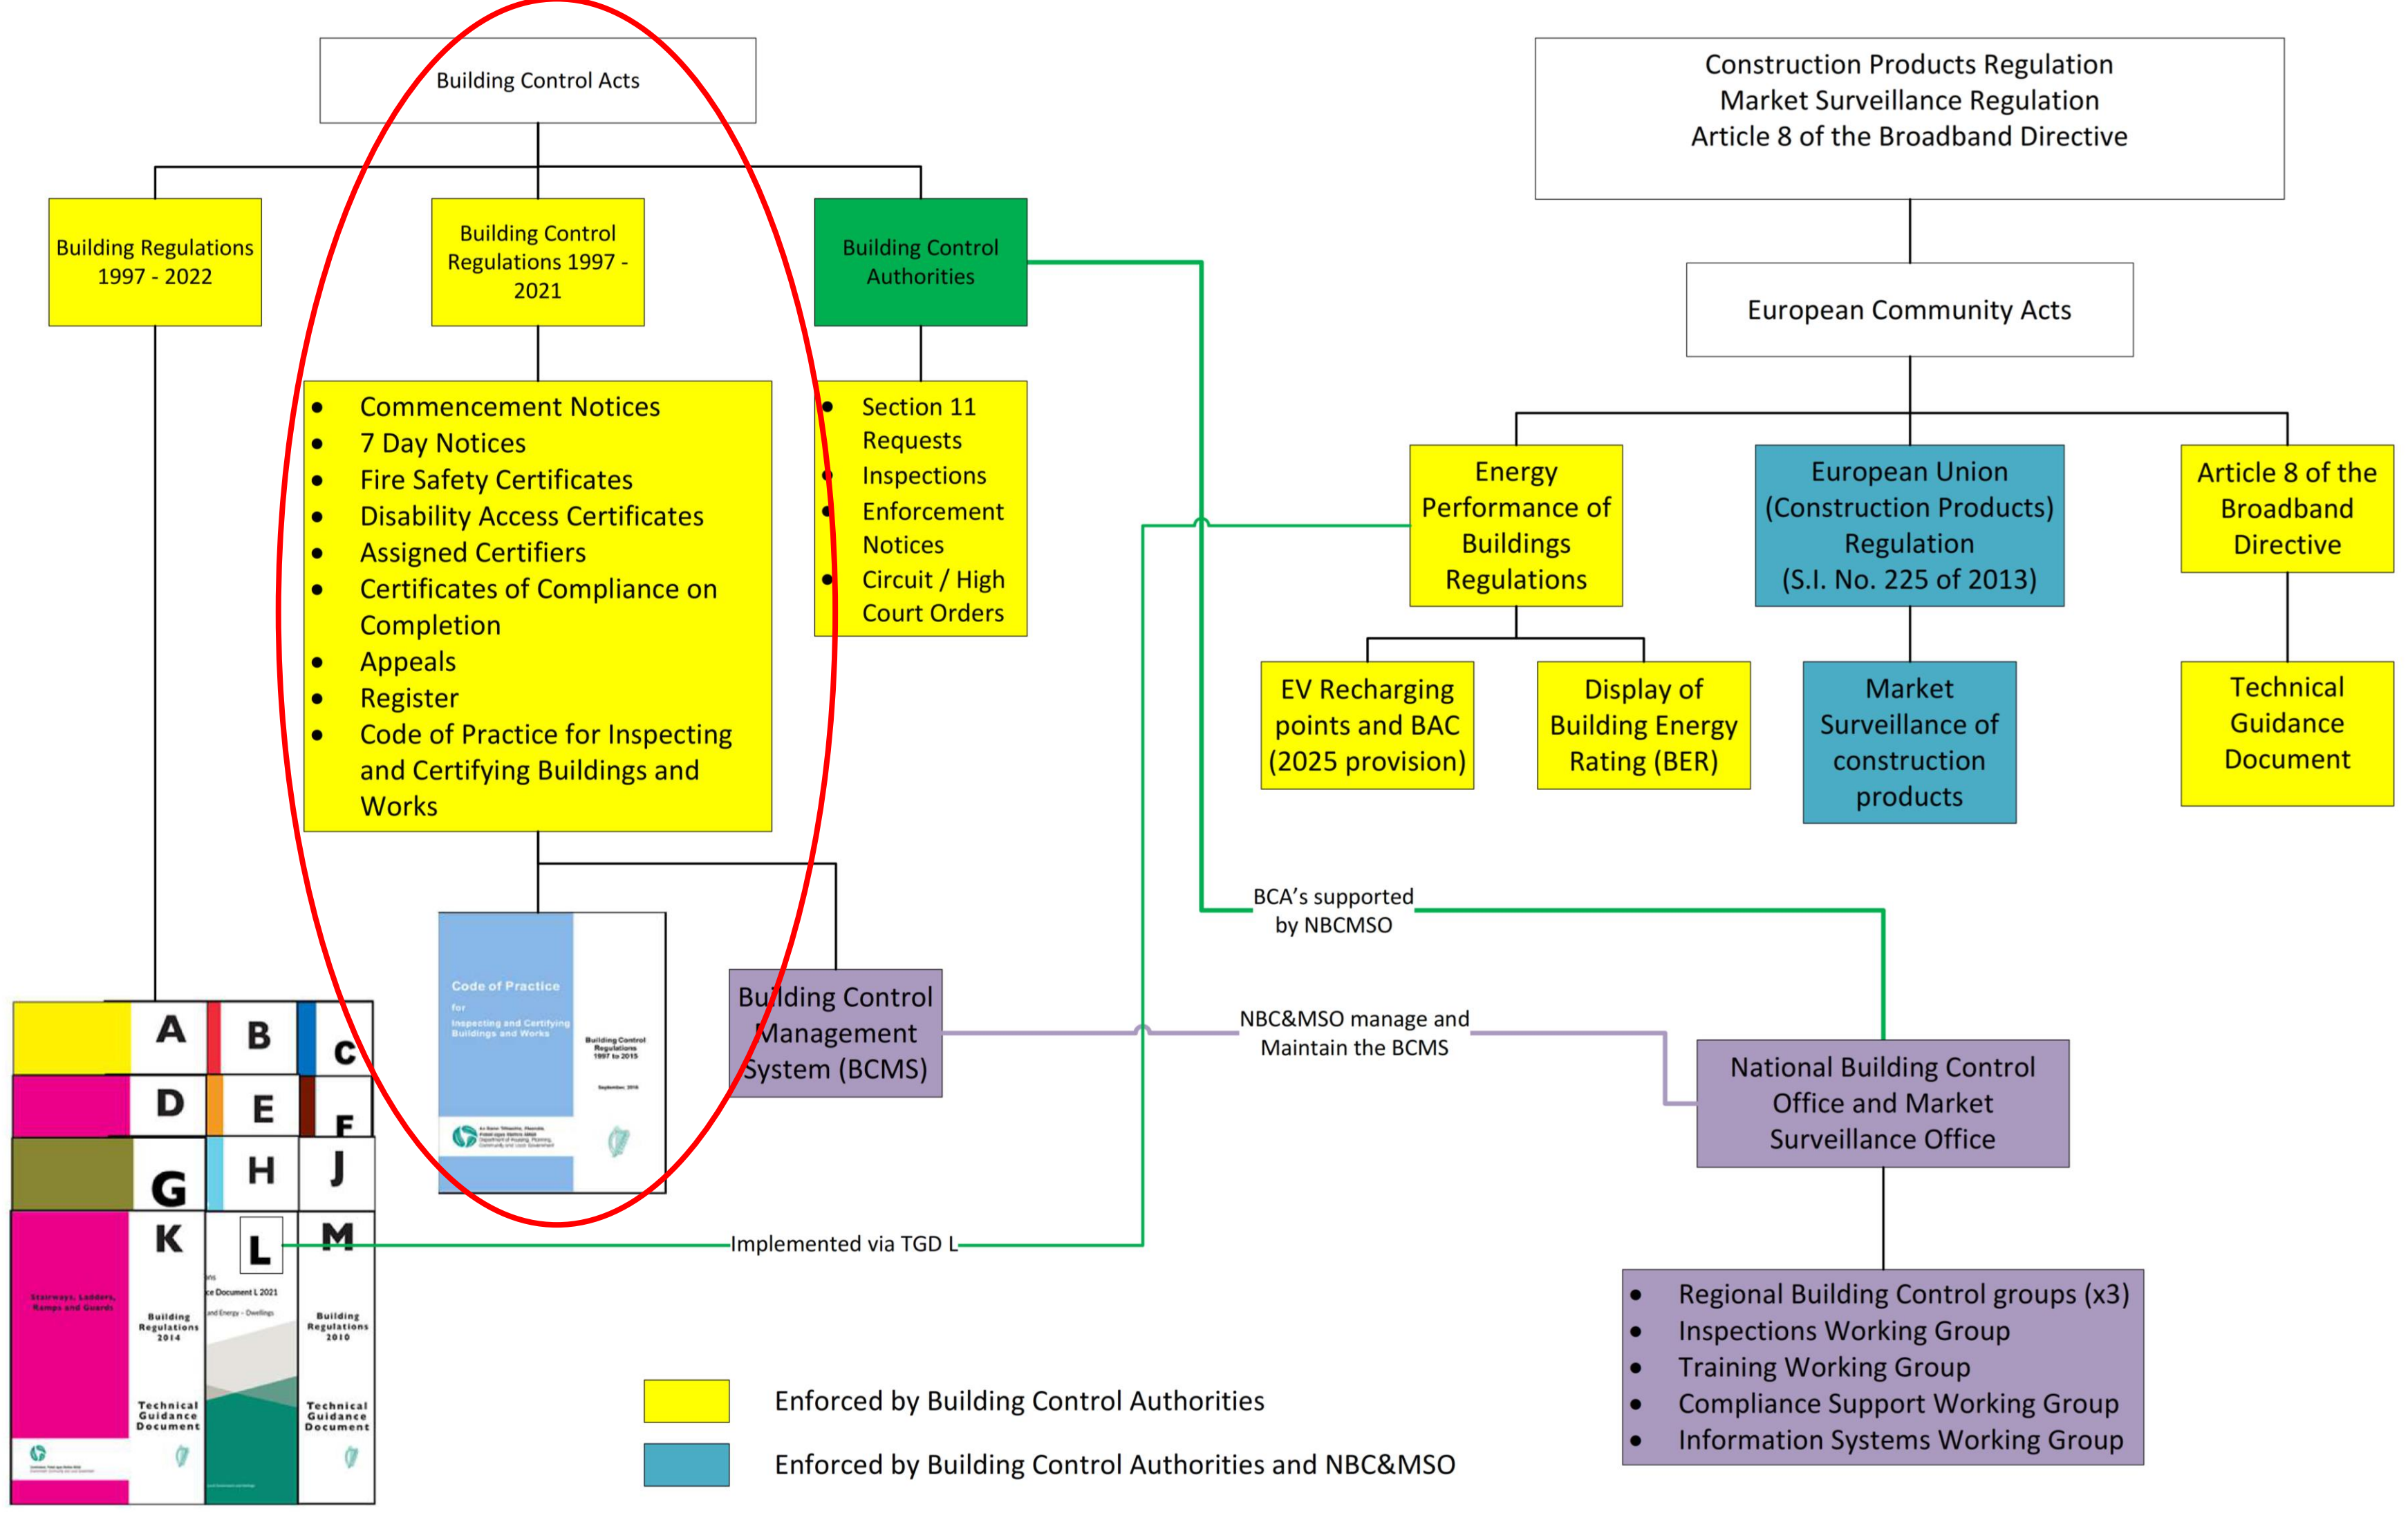 Building Control Acts
Construction Products Regulation
Market Surveillance Regulation
Article 8 of the Broadband Directive
Building Regulations
1997 - 2022
Building Control
Regulations 1997 -
2021
Building Control
Authorities
European Community Acts
• Commencement Notices
• 7 Day Notices
• Fire Safety Certificates
• Disability Access Certificates
• Assigned Certifiers
• Certificates of Compliance on
Completion
• Appeals
• Register
• Code of Practice for Inspecting
and Certifying Buildings and
Works
• Section 11
Requests
• Inspections
• Enforcement
Notices
• Circuit / High
Court Orders
Energy
Performance of
Buildings
Regulations
European Union
(Construction Products)
Regulation
(S.I. No. 225 of 2013)
Article 8 of the
Broadband
Directive
EV Recharging
points and BAC
(2025 provision)
Display of
Building Energy
Rating (BER)
Market
Surveillance of
construction
products
Technical
Guidance
Document
BCA's supported
by NBCMSO
Code of Practice
for
Inspecting and Certifying
Buildings and Works
Building Control
Regulations
1997 to 2015
September, 2016
Building Control
Management
System (BCMS)
NBC&MSO manage and
Maintain the BCMS
National Building Control
Office and Market
Surveillance Office
A B C
D E F
G H J
K L M
Implemented via TGD L
ons
ce Document L 2021
and Energy – Dwellings
Stairways, Ladders,
Ramps and Guards
Building
Regulations
2014
Building
Regulations
2010
Technical
Guidance
Document
Technical
Guidance
Document
• Regional Building Control groups (x3)
• Inspections Working Group
• Training Working Group
• Compliance Support Working Group
• Information Systems Working Group
Enforced by Building Control Authorities
Enforced by Building Control Authorities and NBC&MSO